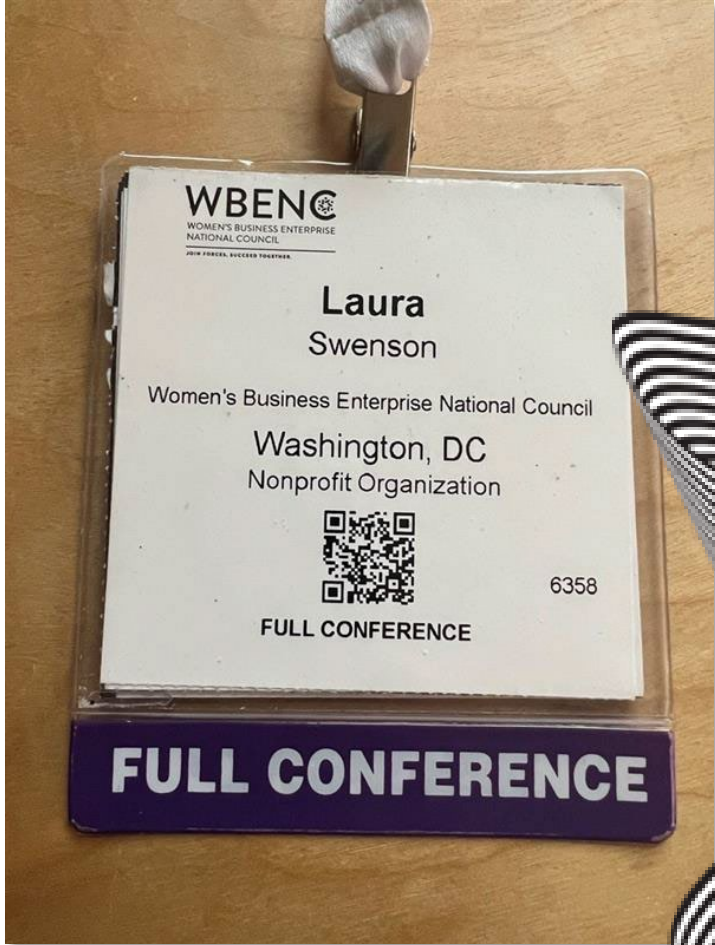 WBENC
WOMEN'S BUSINESS ENTERPRISE
NATIONAL COUNCIL
JOIN FORCES. SUCCEED TOGETHER.
Laura
Swenson
Women's Business Enterprise National Council
Washington, DC
Nonprofit Organization
6358
FULL CONFERENCE
FULL CONFERENCE